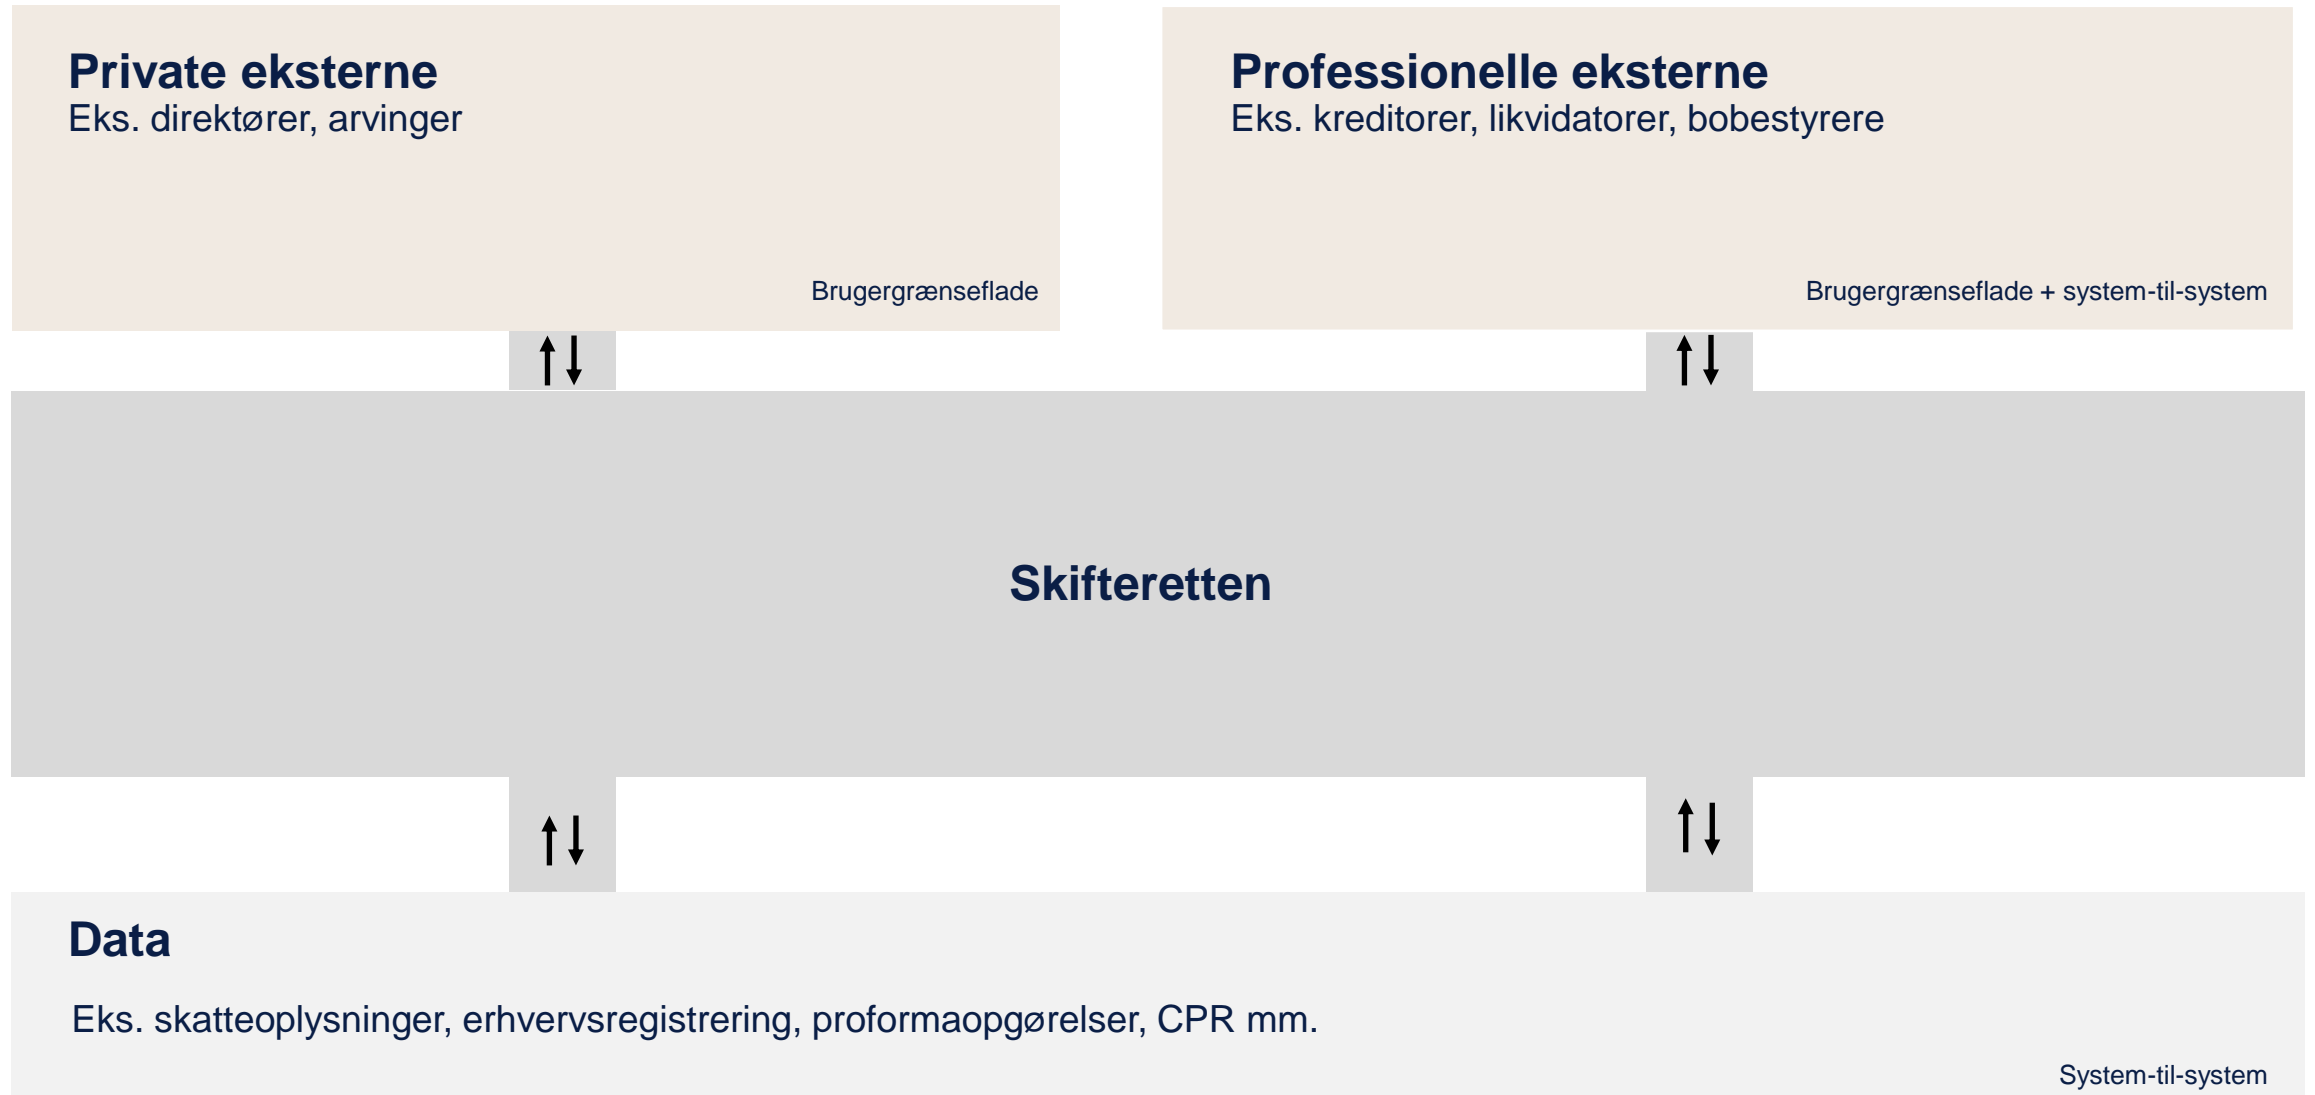 Private eksterne
Eks. direktører, arvinger
Brugergrænseflade
Professionelle eksterne
Eks. kreditorer, likvidatorer, bobestyrere
Brugergrænseflade + system-til-system
Skifteretten
Data
Eks. skatteoplysninger, erhvervsregistrering, proformaopgørelser, CPR mm.
System-til-system